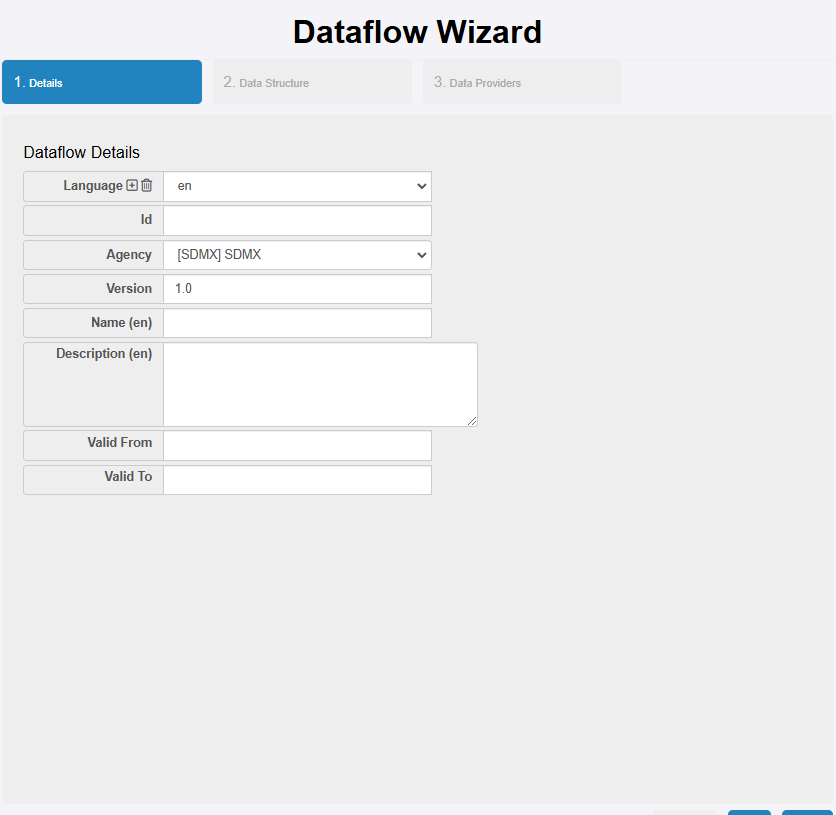 Dataflow Wizard
1. Details
2. Data Structure
3. Data Providers
Dataflow Details
Language en
Id
Agency [SDMX] SDMX
Version 1.0
Name (en)
Description (en)
Valid From
Valid To